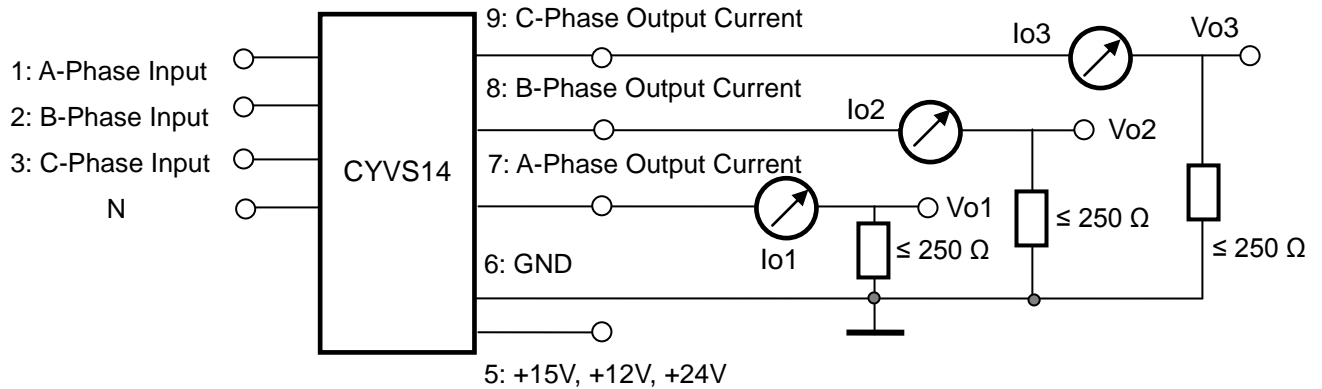 9: C-Phase Output Current
Io3
Vo3
1: A-Phase Input
8: B-Phase Output Current
2: B-Phase Input
Io2
Vo2
3: C-Phase Input
CYVS14
7: A-Phase Output Current
N
Vo1
≤ 250 Ω
≤ 250 Ω
≤ 250 Ω
Io1
6: GND
5: +15V, +12V, +24V